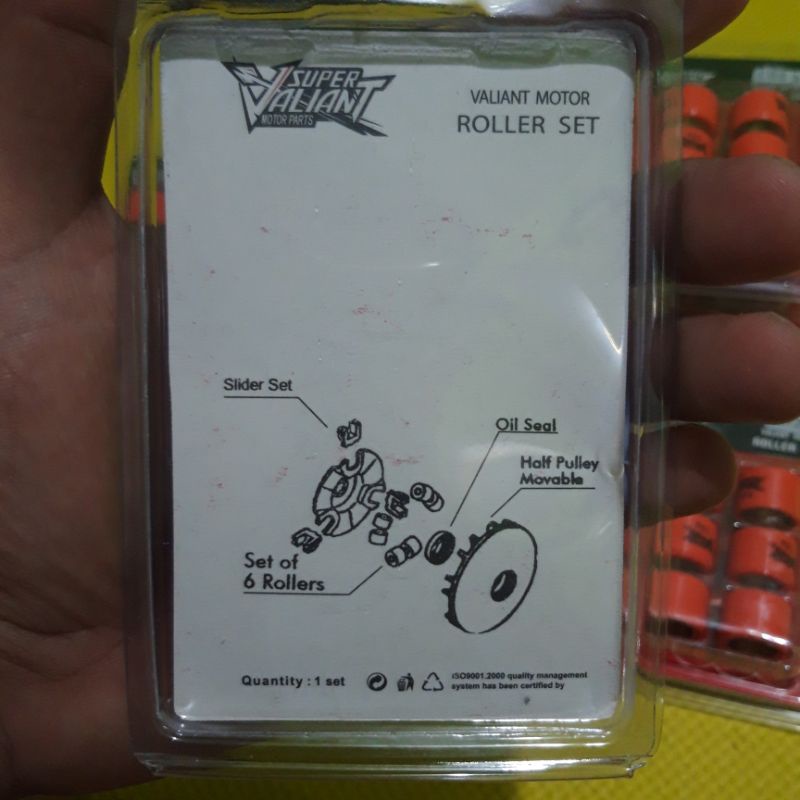 SUPER
VALIANT
MOTOR PARTS
VALIANT MOTOR
ROLLER SET
Slider Set
Oil Seal
Half Pulley
Movable
Set of
6 Rollers
Quantity : 1 set
ISO9001.2000 quality management
system has been certified by
ROLLER